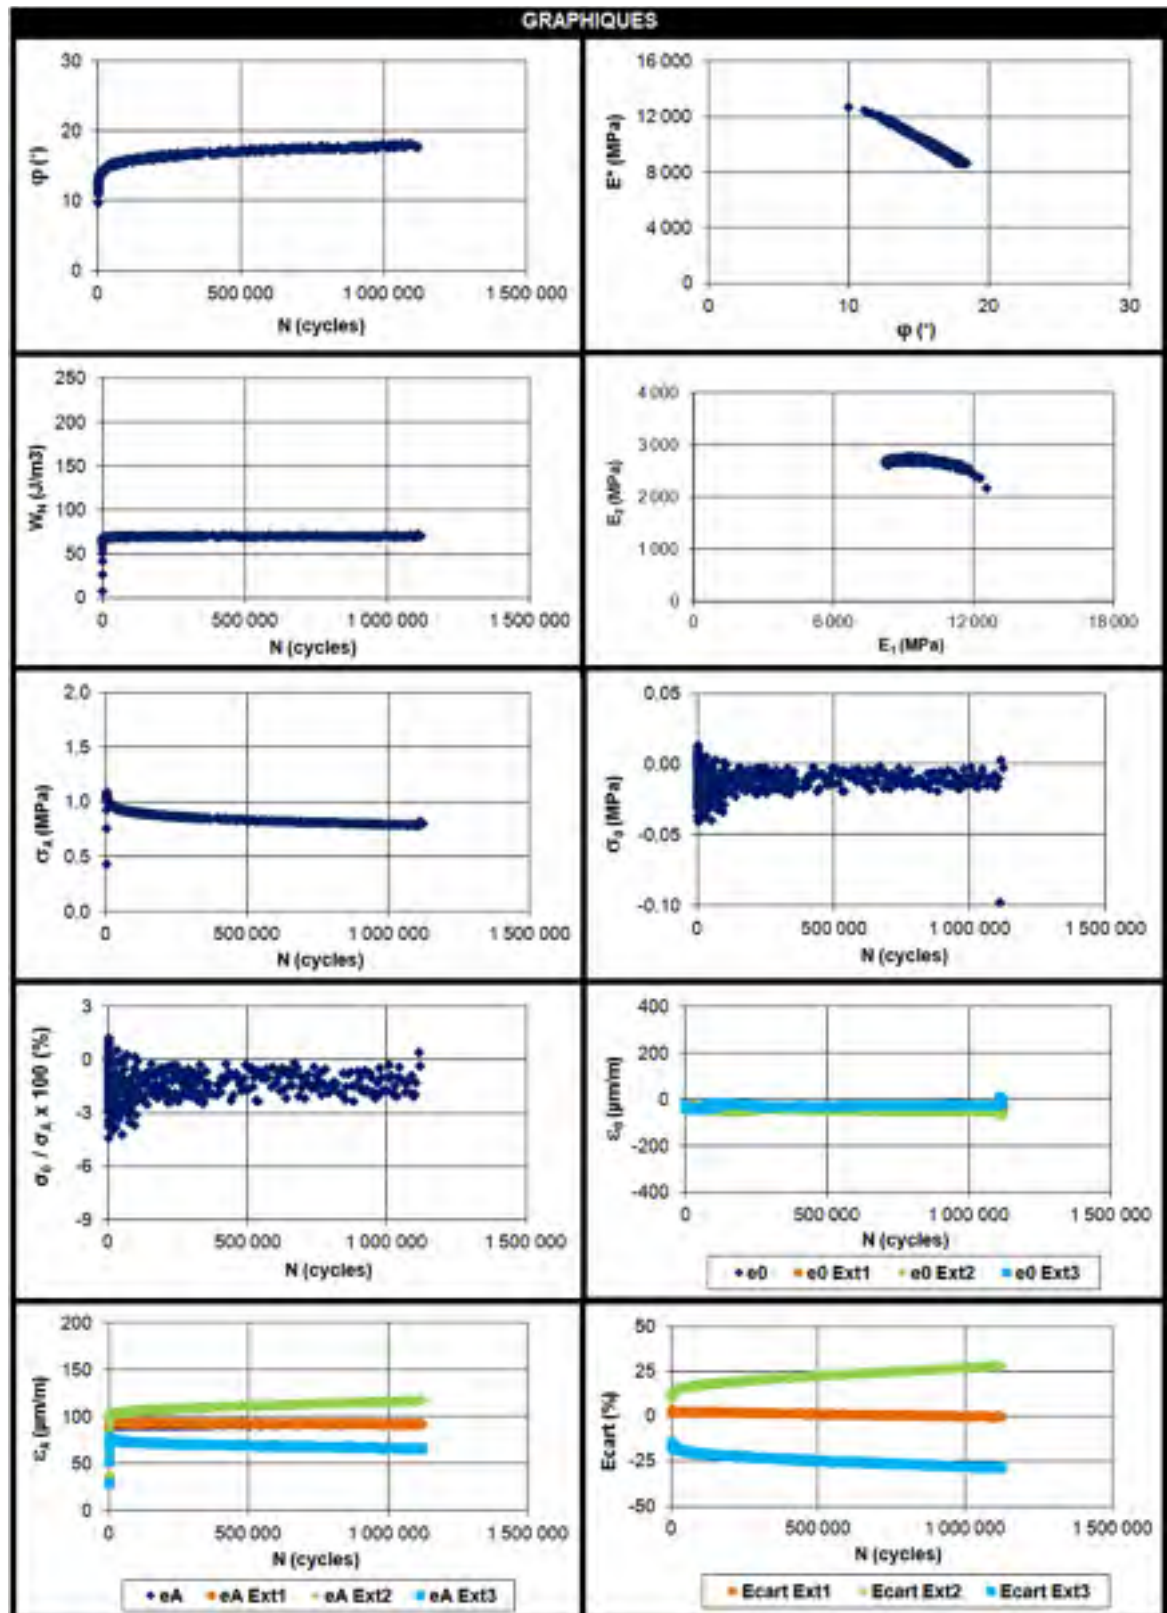 GRAPHIQUES
30
20
10
0
φ (°)
0 500 000 1 000 000 1 500 000
N (cycles)
16 000
12 000
8 000
4 000
0
E* (MPa)
0 10 20 30
φ (°)
250
200
150
100
50
0
W_N (J/m3)
0 500 000 1 000 000 1 500 000
N (cycles)
4 000
3 000
2 000
1 000
0
E₂ (MPa)
0 6 000 12 000 18 000
E₁ (MPa)
2.0
1.5
1.0
0.5
0.0
σ_A (MPa)
0 500 000 1 000 000 1 500 000
N (cycles)
0.05
0.00
-0.05
-0.10
σ₀ (MPa)
0 500 000 1 000 000 1 500 000
N (cycles)
3
0
-3
-6
-9
σ₀ / σ_A x 100 (%)
0 500 000 1 000 000 1 500 000
N (cycles)
400
200
0
-200
-400
ε₀ (µm/m)
0 500 000 1 000 000 1 500 000
N (cycles)
e0 e0 Ext1 e0 Ext2 e0 Ext3
200
150
100
50
0
ε_A (µm/m)
0 500 000 1 000 000 1 500 000
N (cycles)
eA eA Ext1 eA Ext2 eA Ext3
50
25
0
-25
-50
Ecart (%)
0 500 000 1 000 000 1 500 000
N (cycles)
Ecart Ext1 Ecart Ext2 Ecart Ext3